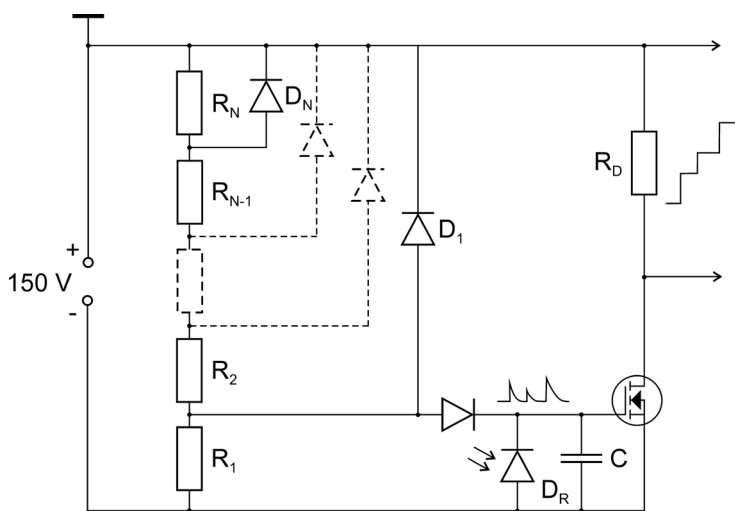 R_N
D_N
R_D
R_N-1
D_1
+
150 V
-
R_2
R_1
C
D_R